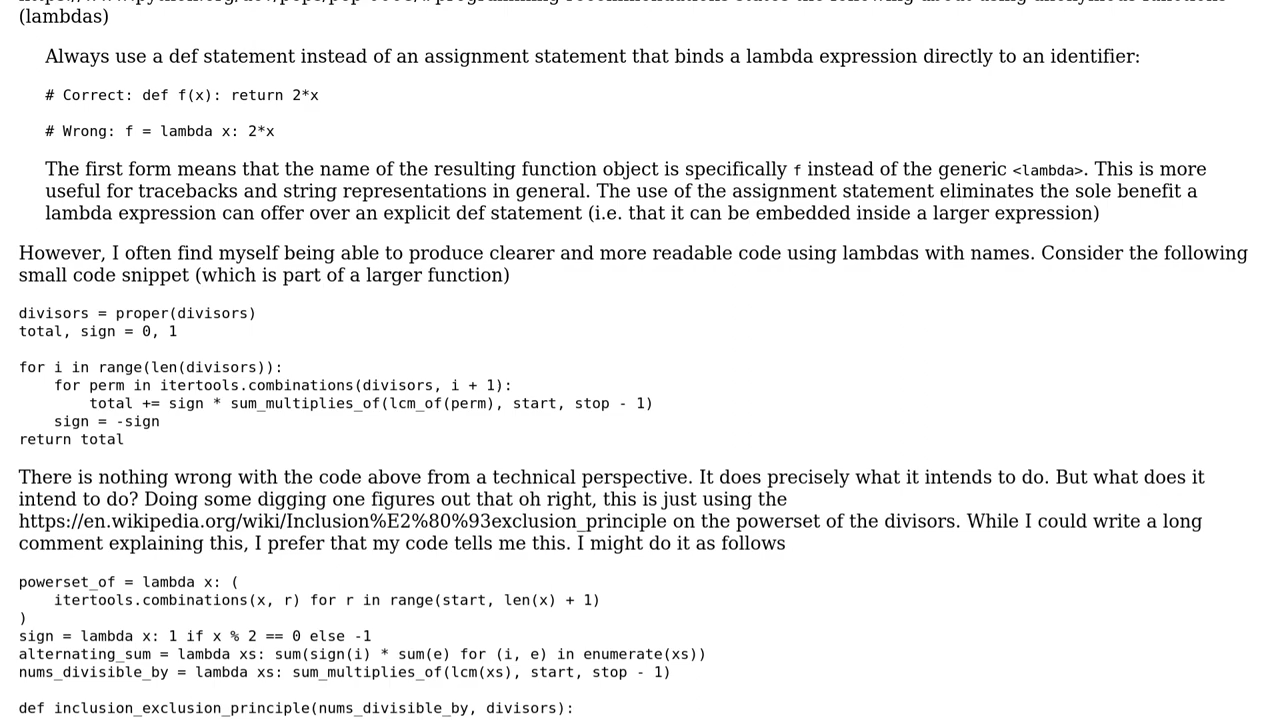 (lambdas)
Always use a def statement instead of an assignment statement that binds a lambda expression directly to an identifier:
# Correct: def f(x): return 2*x
# Wrong: f = lambda x: 2*x
The first form means that the name of the resulting function object is specifically f instead of the generic <lambda>. This is more
useful for tracebacks and string representations in general. The use of the assignment statement eliminates the sole benefit a
lambda expression can offer over an explicit def statement (i.e. that it can be embedded inside a larger expression)
However, I often find myself being able to produce clearer and more readable code using lambdas with names. Consider the following
small code snippet (which is part of a larger function)
divisors = proper(divisors)
total, sign = 0, 1
for i in range(len(divisors)):
    for perm in itertools.combinations(divisors, i + 1):
        total += sign * sum_multiplies_of(lcm_of(perm), start, stop - 1)
    sign = -sign
return total
There is nothing wrong with the code above from a technical perspective. It does precisely what it intends to do. But what does it
intend to do? Doing some digging one figures out that oh right, this is just using the
https://en.wikipedia.org/wiki/Inclusion%E2%80%93exclusion_principle on the powerset of the divisors. While I could write a long
comment explaining this, I prefer that my code tells me this. I might do it as follows
powerset_of = lambda x: (
    itertools.combinations(x, r) for r in range(start, len(x) + 1)
)
sign = lambda x: 1 if x % 2 == 0 else -1
alternating_sum = lambda xs: sum(sign(i) * sum(e) for (i, e) in enumerate(xs))
nums_divisible_by = lambda xs: sum_multiplies_of(lcm(xs), start, stop - 1)
def inclusion_exclusion_principle(nums_divisible_by, divisors):